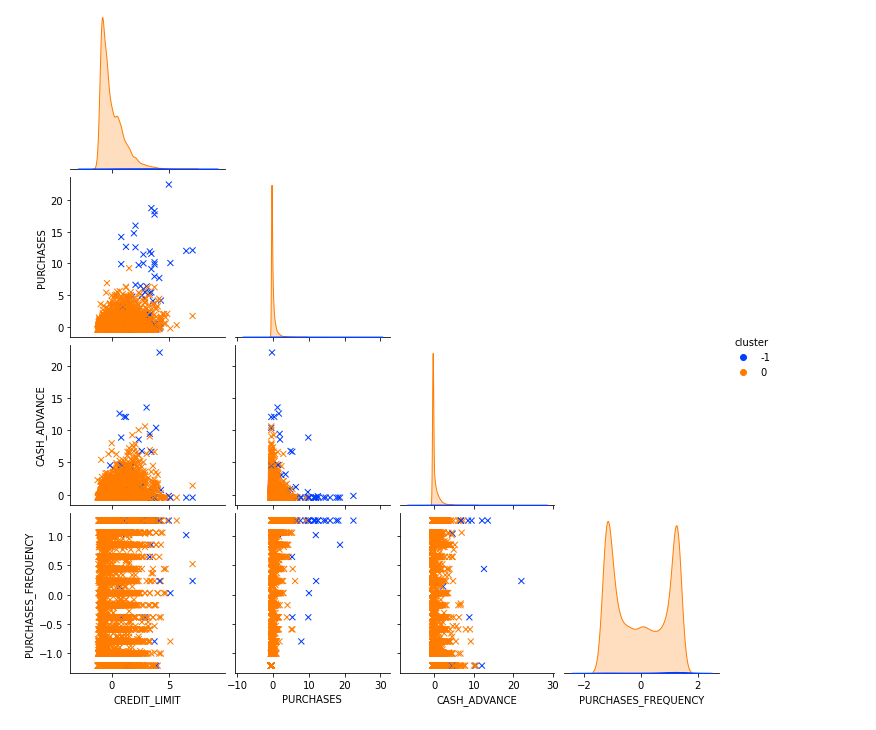 PURCHASES
20
15
10
5
0
CASH_ADVANCE
20
15
10
5
0
cluster
-1
0
PURCHASES_FREQUENCY
1.0
0.5
0.0
−0.5
−1.0
0 5
−10 0 10 20 30
0 10 20 30
−2 0 2
CREDIT_LIMIT
PURCHASES
CASH_ADVANCE
PURCHASES_FREQUENCY